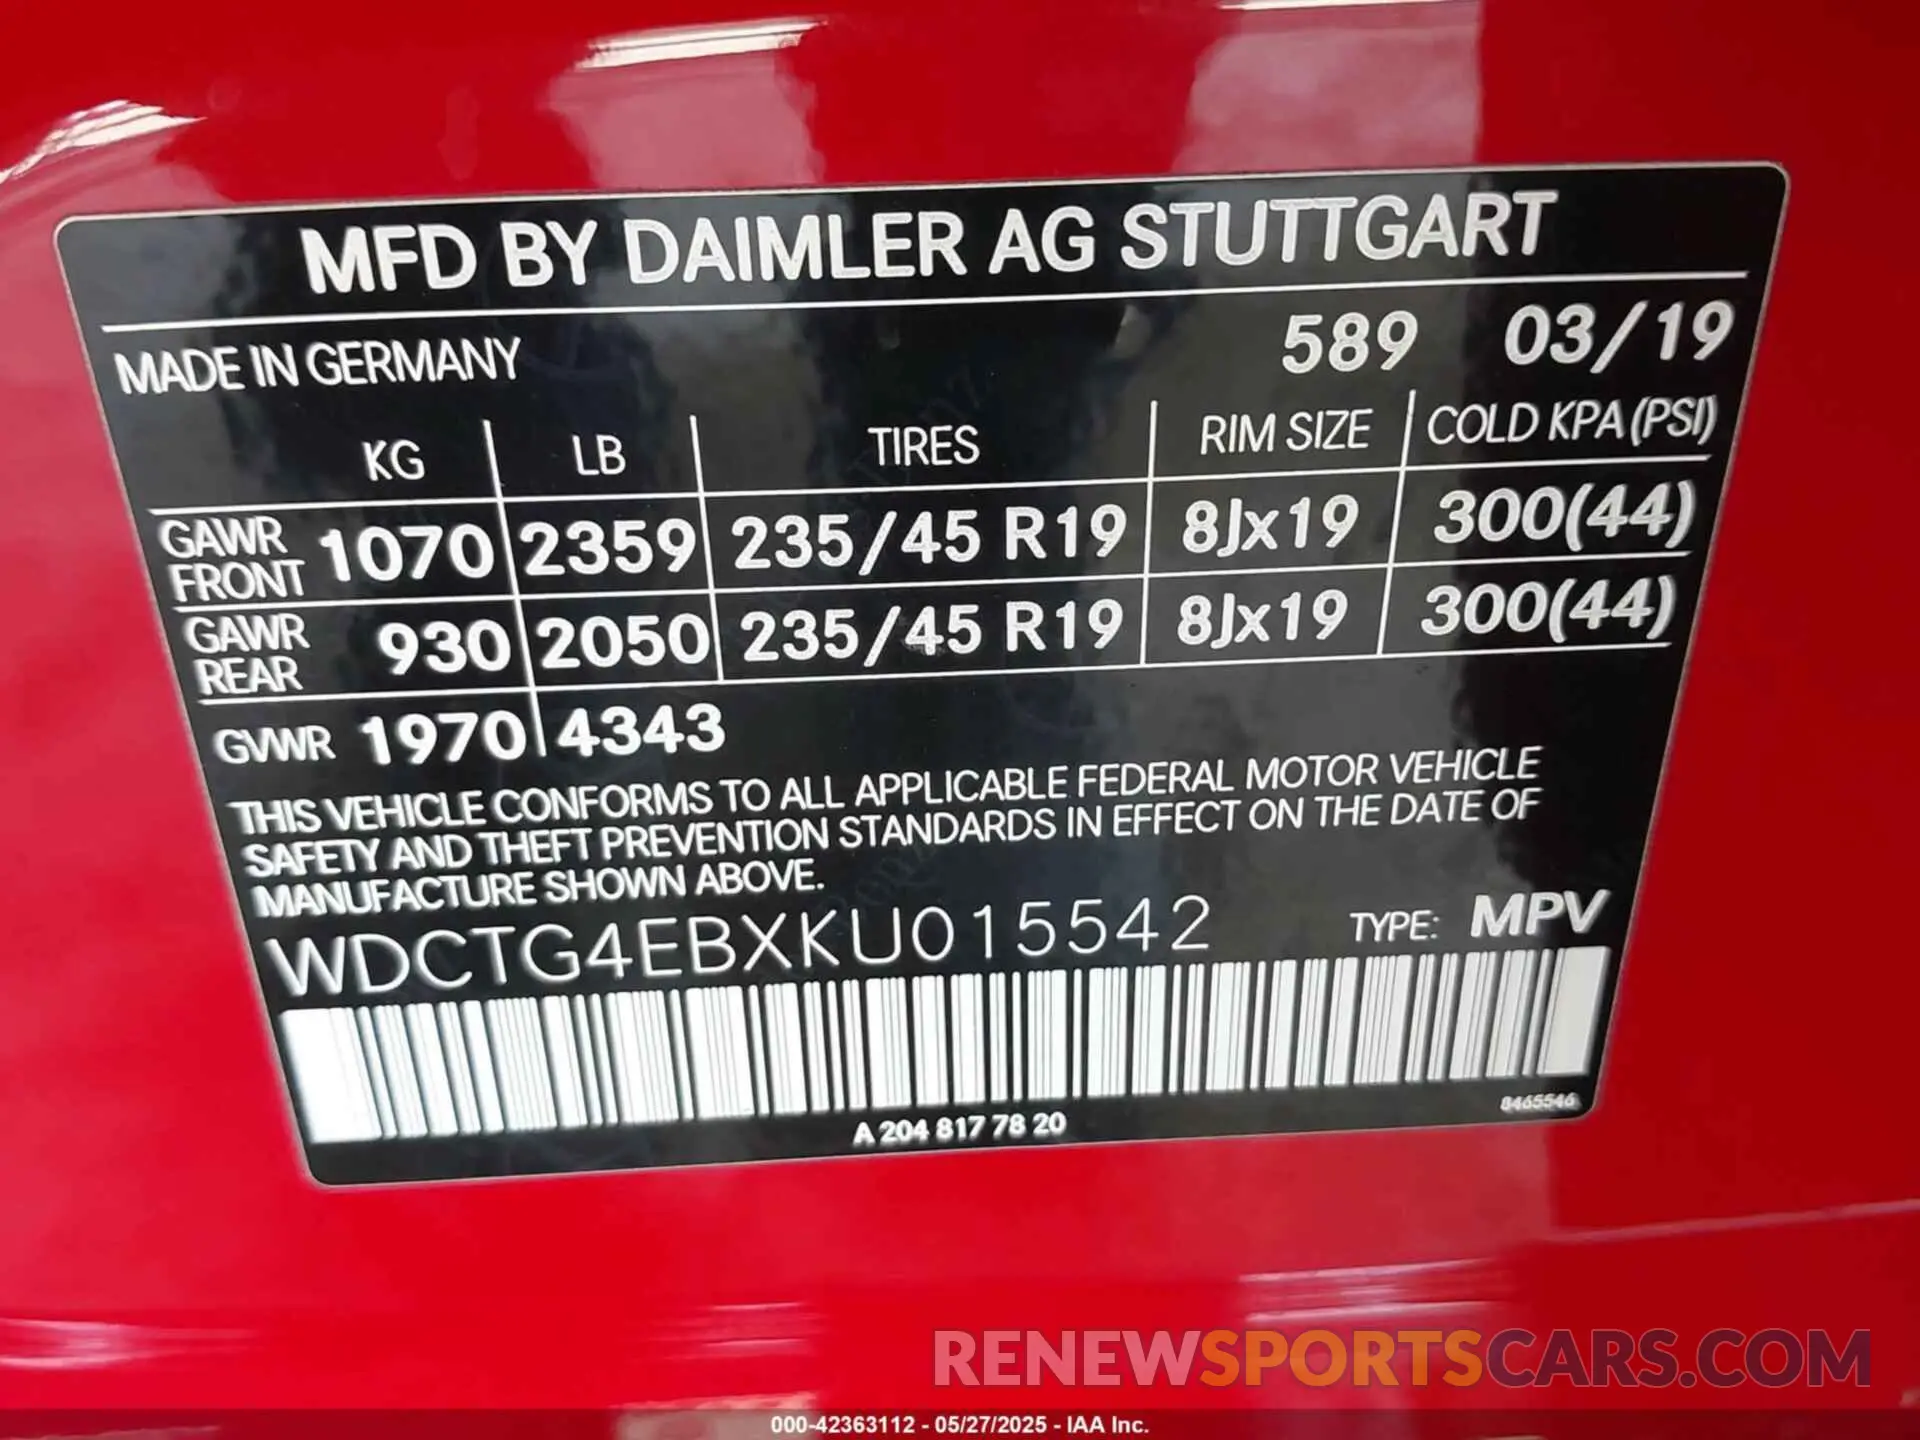 MFD BY DAIMLER AG STUTTGART
MADE IN GERMANY 589 03/19
KG LB TIRES RIM SIZE COLD KPA(PSI)
GAWR FRONT 1070 2359 235/45 R19 8Jx19 300(44)
GAWR REAR 930 2050 235/45 R19 8Jx19 300(44)
GVWR 1970 4343
THIS VEHICLE CONFORMS TO ALL APPLICABLE FEDERAL MOTOR VEHICLE
SAFETY AND THEFT PREVENTION STANDARDS IN EFFECT ON THE DATE OF
MANUFACTURE SHOWN ABOVE.
WDCTG4EBXKU015542 TYPE: MPV
8465546
A 204 817 78 20
RENEWSPORTSCARS.COM
000-42363112 - 05/27/2025 - IAA Inc.